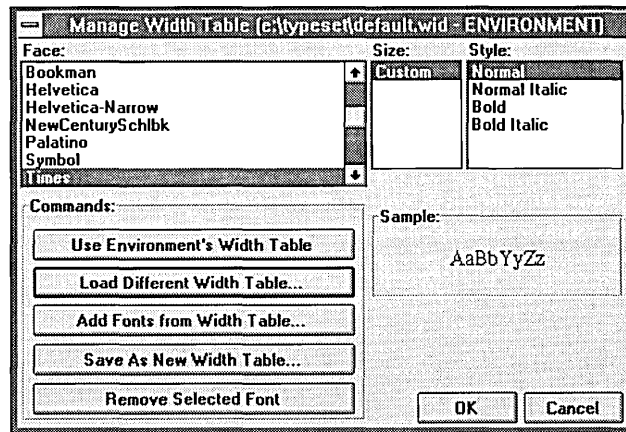 Manage Width Table (c:\typeset\default.wid - ENVIRONMENT)
Face: Size: Style:
Bookman
Helvetica
Helvetica-Narrow
NewCenturySchlbk
Palatino
Symbol
Times
Custom
Normal
Normal Italic
Bold
Bold Italic
Commands:
Use Environment's Width Table
Load Different Width Table...
Add Fonts from Width Table...
Save As New Width Table...
Remove Selected Font
Sample:
AaBbYyZz
OK Cancel